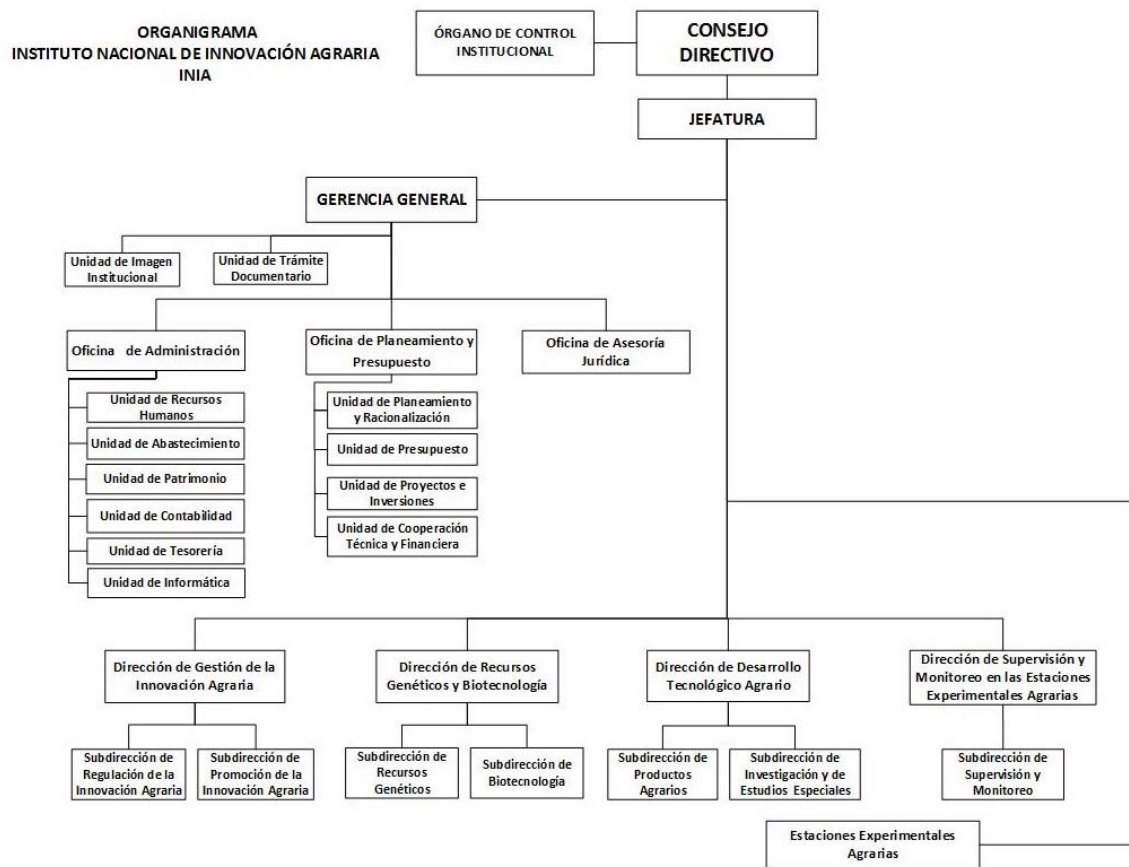 ORGANIGRAMA
INSTITUTO NACIONAL DE INNOVACIÓN AGRARIA
INIA
ÓRGANO DE CONTROL
INSTITUCIONAL
CONSEJO
DIRECTIVO
JEFATURA
GERENCIA GENERAL
Unidad de Imagen
Institucional
Unidad de Trámite
Documentario
Oficina de Administración
Oficina de Planeamiento y
Presupuesto
Oficina de Asesoría
Jurídica
Unidad de Recursos
Humanos
Unidad de Abastecimiento
Unidad de Patrimonio
Unidad de Contabilidad
Unidad de Tesorería
Unidad de Informática
Unidad de Planeamiento
y Racionalización
Unidad de Presupuesto
Unidad de Proyectos e
Inversiones
Unidad de Cooperación
Técnica y Financiera
Dirección de Gestión de la
Innovación Agraria
Dirección de Recursos
Genéticos y Biotecnología
Dirección de Desarrollo
Tecnológico Agrario
Dirección de Supervisión y
Monitoreo en las Estaciones
Experimentales Agrarias
Subdirección de
Regulación de la
Innovación Agraria
Subdirección de
Promoción de la
Innovación Agraria
Subdirección de
Recursos
Genéticos
Subdirección de
Biotecnología
Subdirección de
Productos
Agrarios
Subdirección de
Investigación y de
Estudios Especiales
Subdirección de
Supervisión y
Monitoreo
Estaciones Experimentales
Agrarias